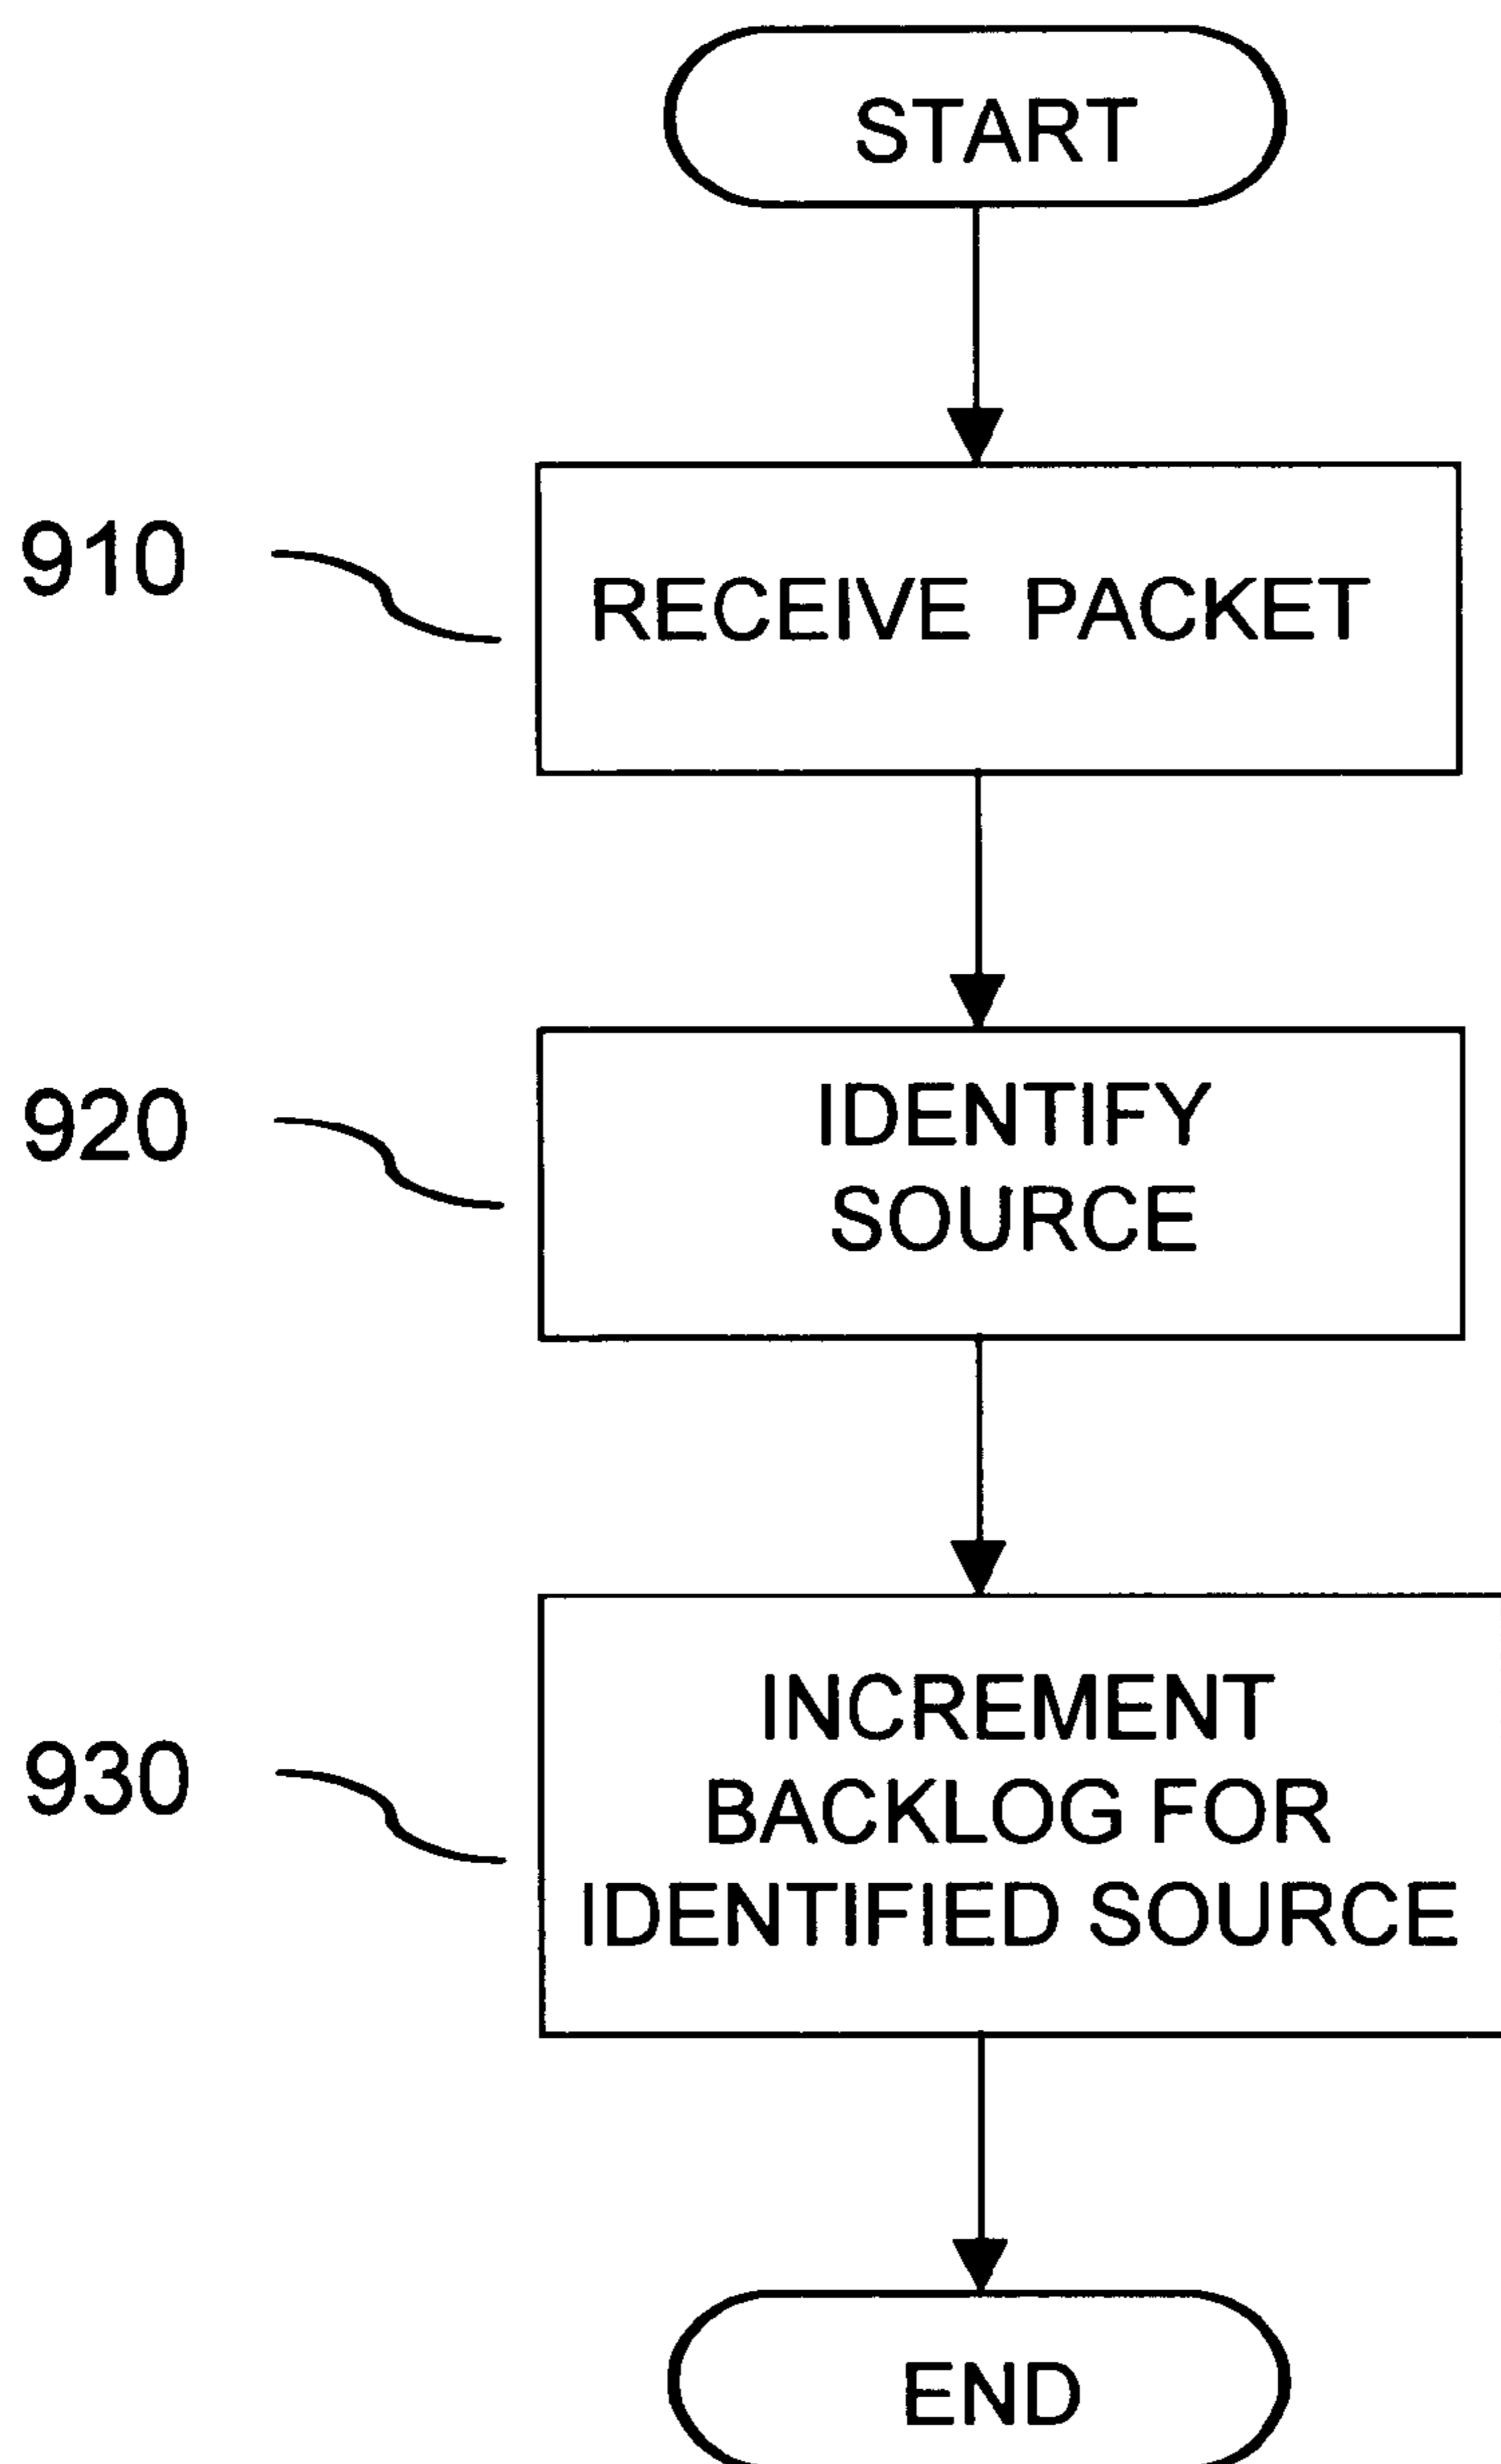 START
910
RECEIVE PACKET
920
IDENTIFY
SOURCE
930
INCREMENT
BACKLOG FOR
IDENTIFIED SOURCE
END